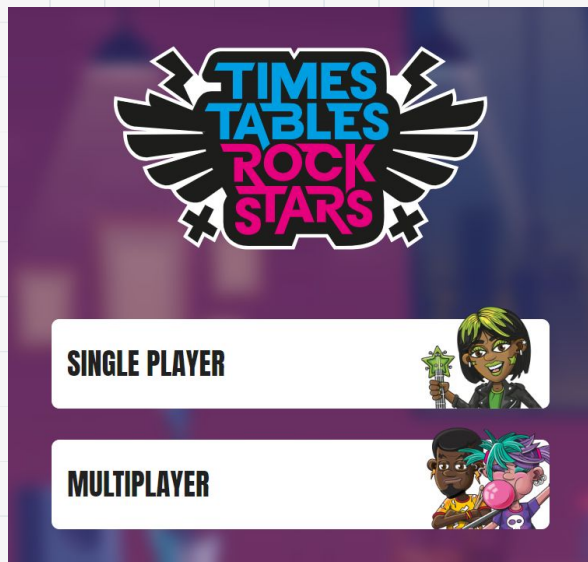 TIMES
TABLES
ROCK
STARS
SINGLE PLAYER
MULTIPLAYER